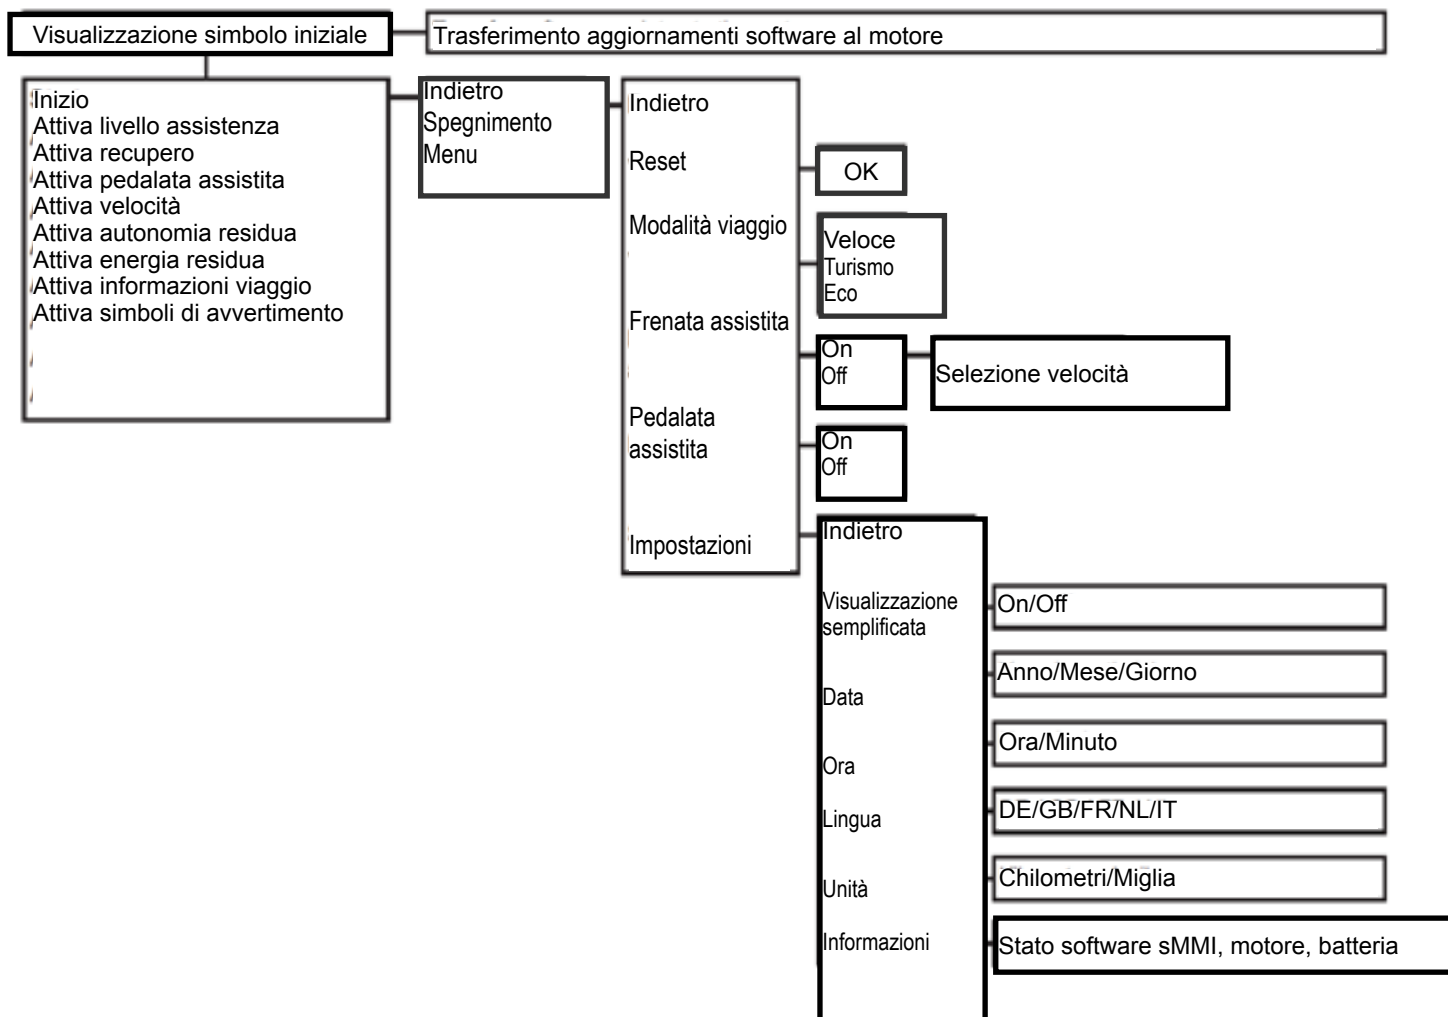 Visualizzazione simbolo iniziale
Trasferimento aggiornamenti software al motore
Inizio
Attiva livello assistenza
Attiva recupero
Attiva pedalata assistita
Attiva velocità
Attiva autonomia residua
Attiva energia residua
Attiva informazioni viaggio
Attiva simboli di avvertimento
Indietro
Spegnimento
Menu
Indietro
Reset
OK
Modalità viaggio
Veloce
Turismo
Eco
Frenata assistita
On
Off
Selezione velocità
Pedalata
assistita
On
Off
Impostazioni
Indietro
Visualizzazione
semplificata
On/Off
Data
Anno/Mese/Giorno
Ora
Ora/Minuto
Lingua
DE/GB/FR/NL/IT
Unità
Chilometri/Miglia
Informazioni
Stato software sMMI, motore, batteria